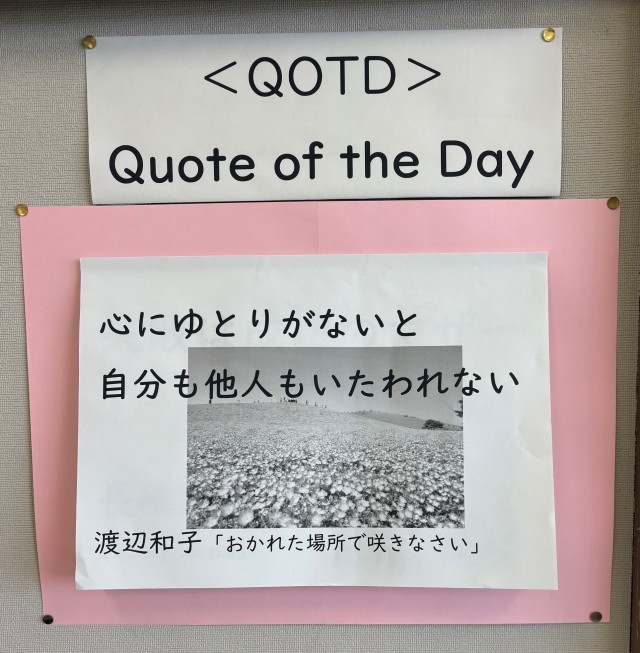 ＜QOTD＞
Quote of the Day
心にゆとりがないと
自分も他人もいたわれない
渡辺和子「おかれた場所で咲きなさい」